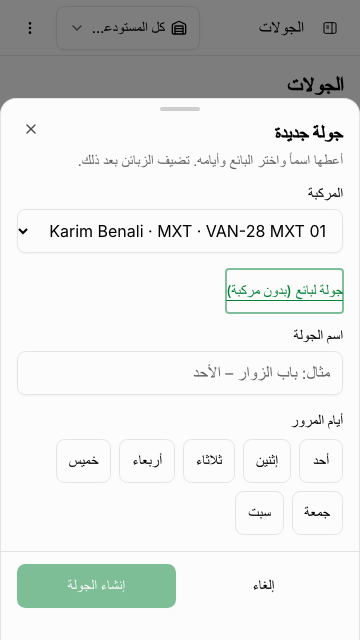 الجولات
كل المستودعـ...
الجولات
جولة جديدة
أعطها اسماً واختر البائع وأيامه. تضيف الزبائن بعد ذلك.
المركبة
Karim Benali · MXT · VAN-28 MXT 01
جولة لبائع (بدون مركبة)
اسم الجولة
مثال: باب الزوار – الأحد
أيام المرور
أحد
إثنين
ثلاثاء
أربعاء
خميس
جمعة
سبت
إلغاء
إنشاء الجولة